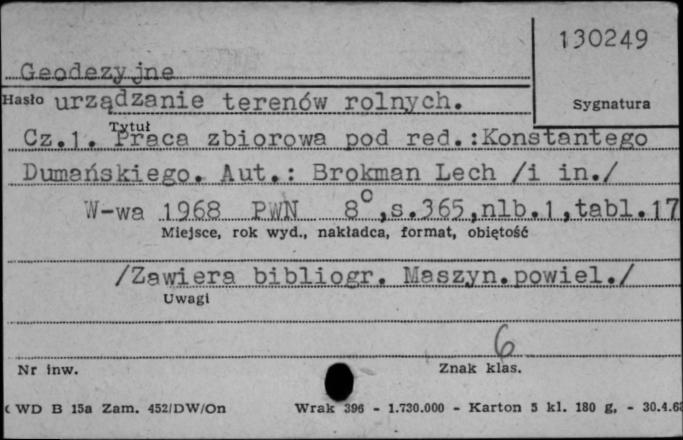 130249
Geodezyjne
Hasło urządzanie terenów rolnych.
Sygnatura
Tytuł
Cz.1. Praca zbiorowa pod red.:Konstantego
Dumańskiego. Aut.: Brokman Lech /i in./
W-wa 1968 PWN 8°,s.365,nlb.1,tabl.17
Miejsce, rok wyd., nakładca, format, objętość
/Zawiera bibliogr. Maszyn.powiel./
Uwagi
6
Nr inw. Znak klas.
WD B 15a Zam. 452/DW/On Wrak 396 - 1.730.000 - Karton 5 kl. 180 g, - 30.4.6